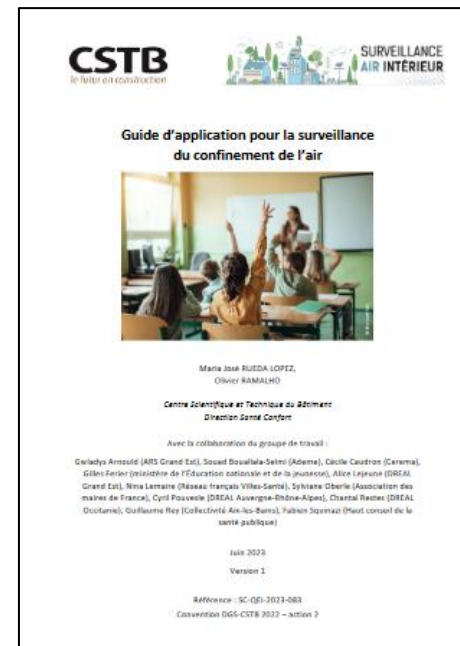 CSTB
le futur en construction
SURVEILLANCE
AIR INTÉRIEUR
Guide d'application pour la surveillance
du confinement de l'air
Maria José RUEDA LOPEZ,
Olivier RAMALHO
Centre Scientifique et Technique du Bâtiment
Direction Santé Confort
Avec la collaboration du groupe de travail :
Gwladys Arnould (ARS Grand Est), Souad Bouallala-Selmi (Ademe), Cécile Caudron (Cerema),
Gilles Ferier (ministère de l'Éducation nationale et de la jeunesse), Alice Lejeune (DREAL
Grand Est), Nina Lemaire (Réseau français Villes-Santé), Sylviane Oberle (Association des
maires de France), Cyril Pouvesle (DREAL Auvergne-Rhône-Alpes), Chantal Restes (DREAL
Occitanie), Guillaume Rey (Collectivité Aix-les-Bains), Fabien Squinazi (Haut conseil de la
santé publique)
Juin 2023
Version 1
Référence : SC-QEI-2023-083
Convention DGS-CSTB 2022 – action 2